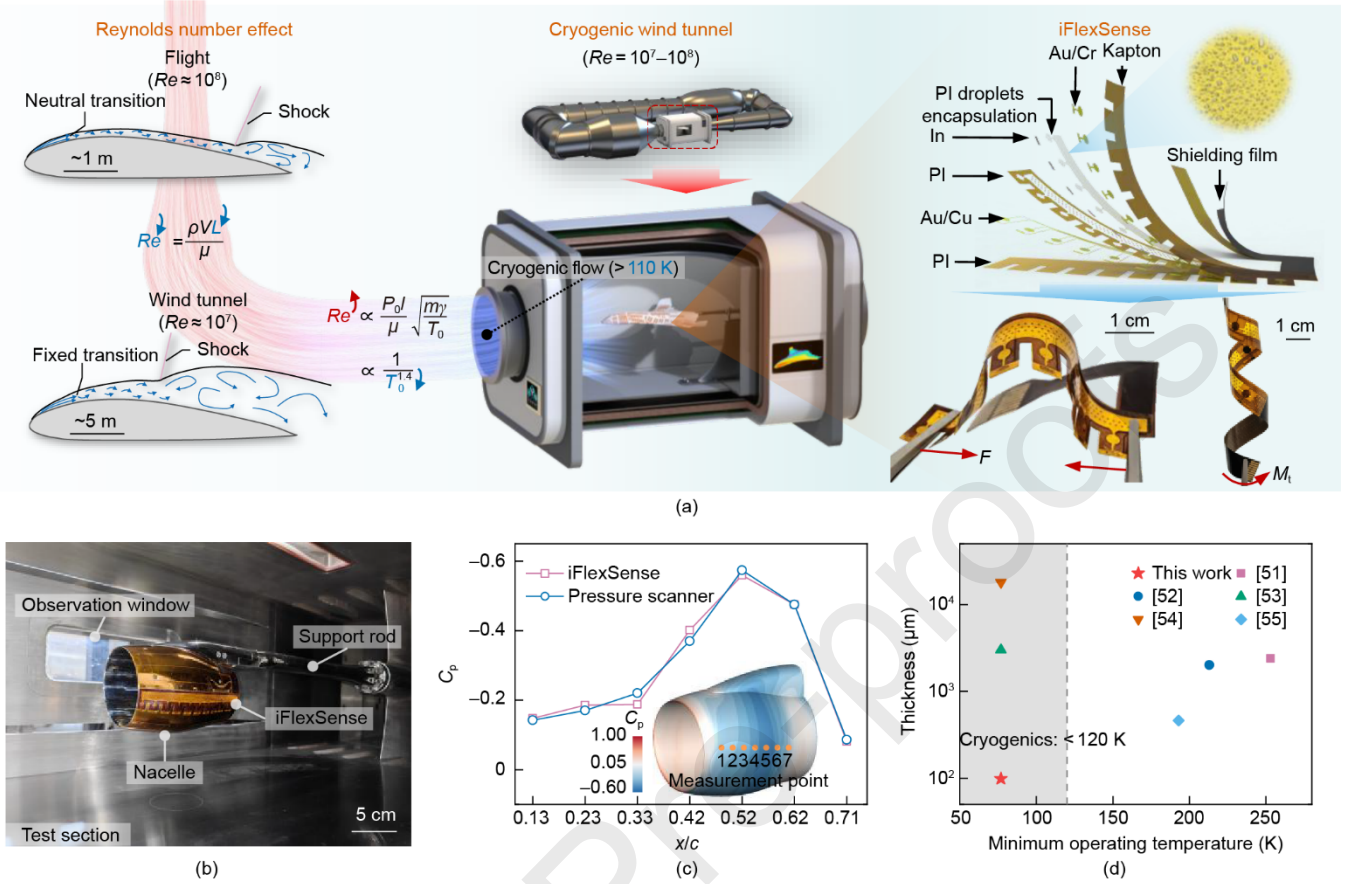 Reynolds number effect
Flight
(Re ≈ 10⁸)
Neutral transition
Shock
~1 m
Re = ρVL/μ
Wind tunnel
(Re ≈ 10⁷)
Fixed transition
Shock
~5 m
Re ∝ P₀l/μ √(mγ/T₀)
∝ 1/T₀^1.4
Cryogenic wind tunnel
(Re = 10⁷–10⁸)
Cryogenic flow (> 110 K)
iFlexSense
Au/Cr
Kapton
PI droplets
encapsulation
In
PI
Au/Cu
PI
Shielding film
1 cm
1 cm
F
Mₜ
(a)
Observation window
Support rod
iFlexSense
Nacelle
5 cm
Test section
(b)
iFlexSense
Pressure scanner
−0.6
−0.4
−0.2
0
Cₚ
Cₚ
1.00
0.05
−0.60
1234567
Measurement point
0.13 0.23 0.33 0.42 0.52 0.62 0.71
x/c
(c)
This work
[51]
[52]
[53]
[54]
[55]
10⁴
10³
10²
Thickness (μm)
Cryogenics: < 120 K
50 100 150 200 250
Minimum operating temperature (K)
(d)
Pre-proofs